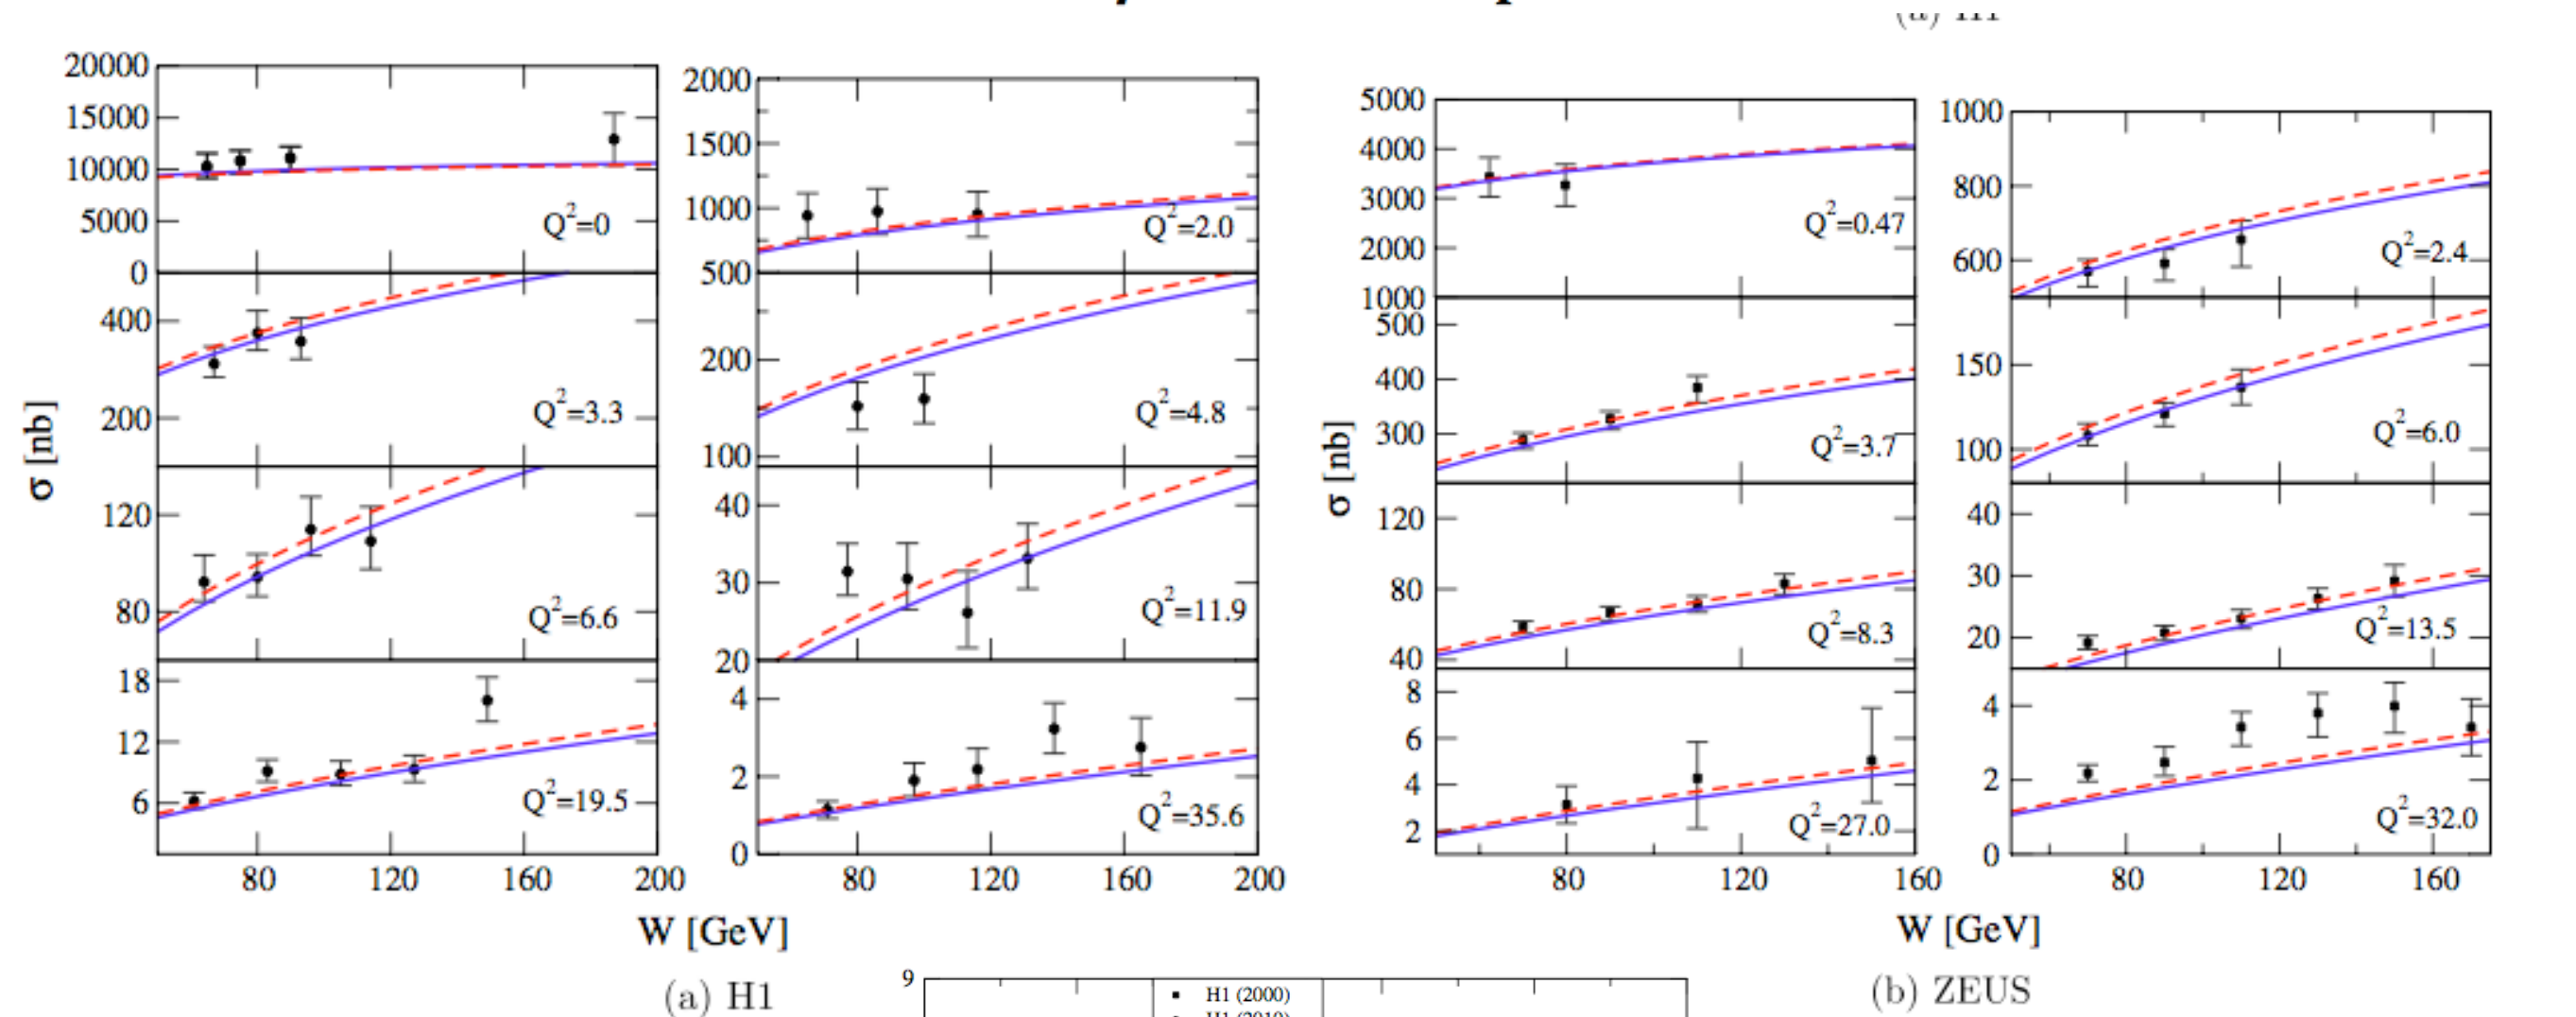 20000
15000
10000
5000
0
Q²=0
400
200
Q²=3.3
120
80
Q²=6.6
18
12
6
Q²=19.5
80 120 160 200
2000
1500
1000
500
Q²=2.0
200
100
Q²=4.8
40
30
20
Q²=11.9
4
2
0
Q²=35.6
80 120 160 200
σ [nb]
W [GeV]
(a) H1
5000
4000
3000
2000
1000
Q²=0.47
500
400
300
Q²=3.7
120
80
40
Q²=8.3
8
6
4
2
Q²=27.0
80 120 160
1000
800
600
Q²=2.4
150
100
Q²=6.0
40
30
20
Q²=13.5
4
2
0
Q²=32.0
80 120 160
σ [nb]
W [GeV]
(b) ZEUS
9
H1 (2000)